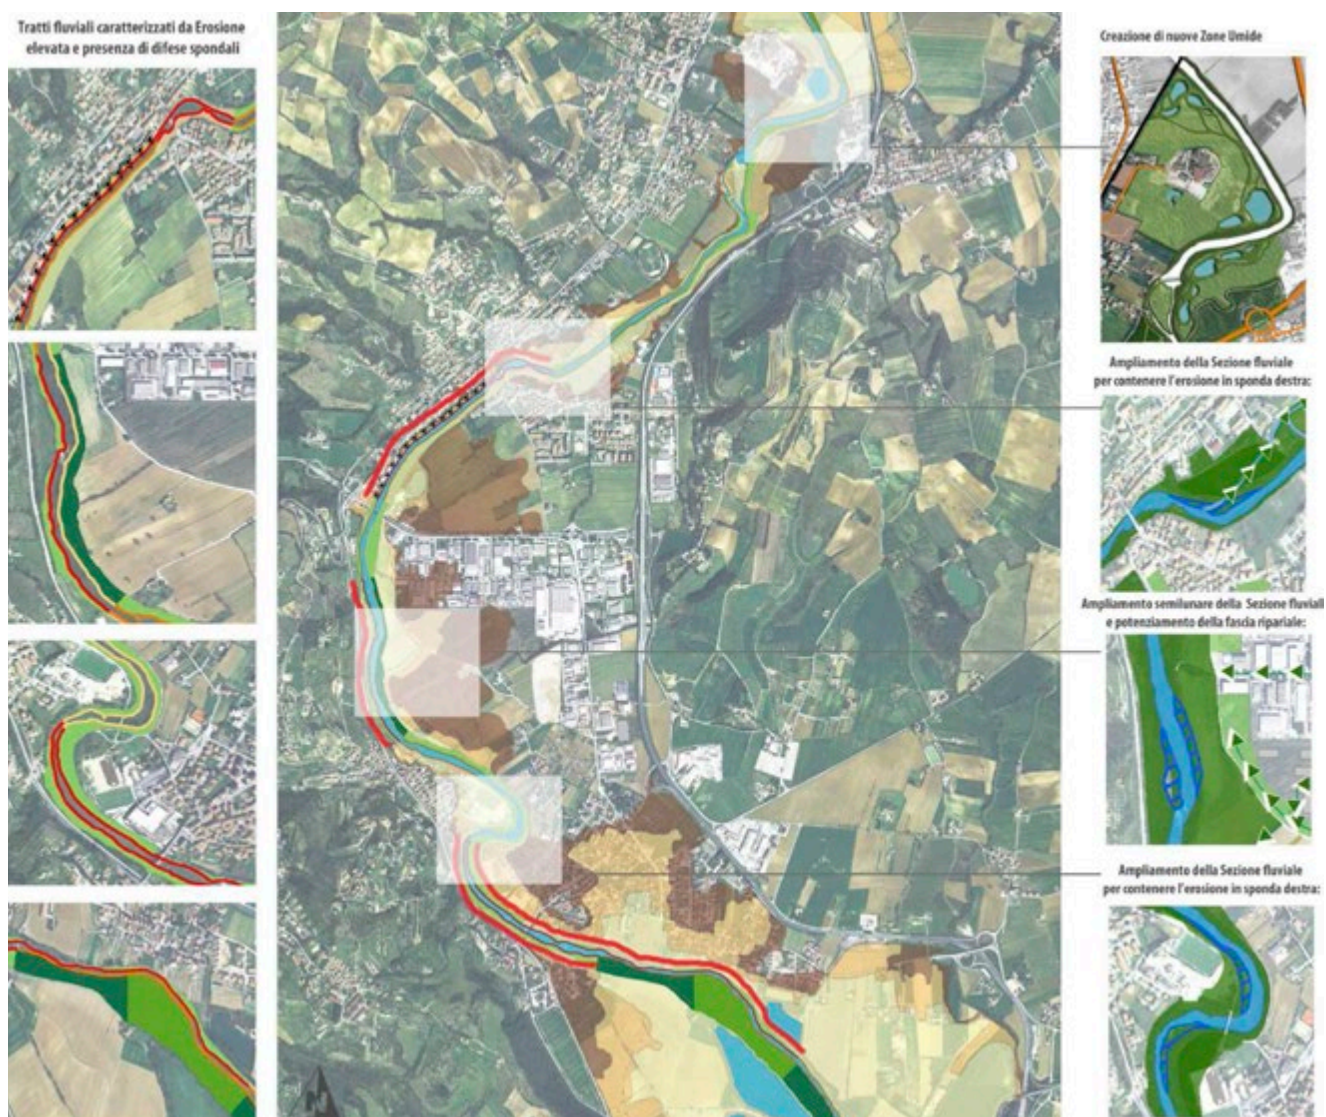 Tratti fluviali caratterizzati da Erosione
elevata e presenza di difese spondali
Creazione di nuove Zone Umide
Ampliamento della Sezione fluviale
per contenere l'erosione in sponda destra:
Ampliamento semilunare della Sezione fluviall
e potenziamento della fascia ripariale:
Ampliamento della Sezione fluviale
per contenere l'erosione in sponda destra:
N